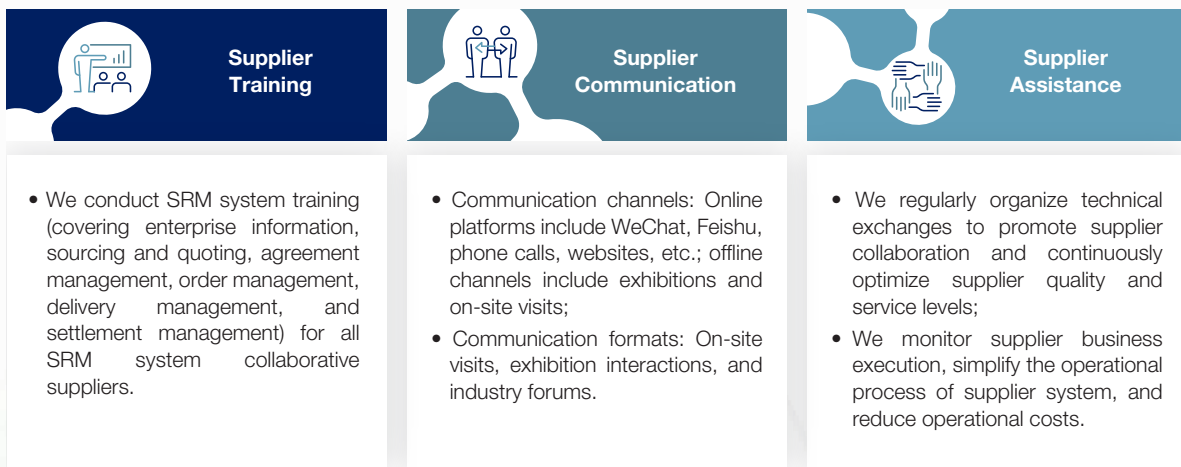 Supplier
Training
• We conduct SRM system training
(covering enterprise information,
sourcing and quoting, agreement
management, order management,
delivery management, and
settlement management) for all
SRM system collaborative
suppliers.
Supplier
Communication
• Communication channels: Online
platforms include WeChat, Feishu,
phone calls, websites, etc.; offline
channels include exhibitions and
on-site visits;
• Communication formats: On-site
visits, exhibition interactions, and
industry forums.
Supplier
Assistance
• We regularly organize technical
exchanges to promote supplier
collaboration and continuously
optimize supplier quality and
service levels;
• We monitor supplier business
execution, simplify the operational
process of supplier system, and
reduce operational costs.